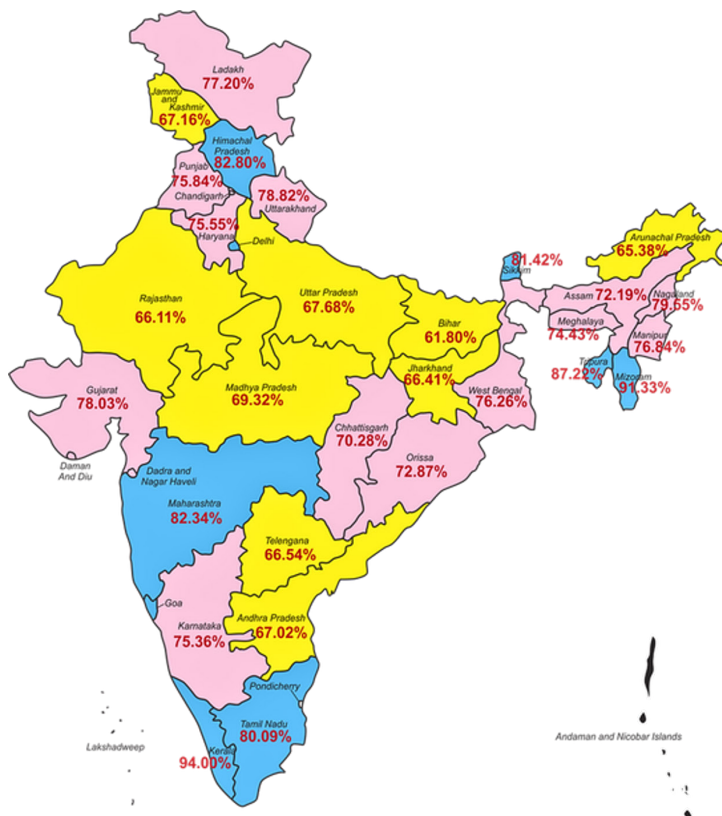 Ladakh
77.20%
Jammu
and
Kashmir
67.16%
Himachal
Pradesh
82.80%
Punjab
75.84%
Chandigarh
78.82%
Uttarakhand
75.55%
Haryana
Delhi
81.42%
Sikkim
Arunachal Pradesh
65.38%
Rajasthan
66.11%
Uttar Pradesh
67.68%
Bihar
61.80%
Assam 72.19%
Nagaland
79.55%
Meghalaya
74.43%
Manipur
76.84%
Tripura
87.22%
Mizoram
91.33%
Gujarat
78.03%
Madhya Pradesh
69.32%
Jharkhand
66.41%
West Bengal
76.26%
Chhattisgarh
70.28%
Orissa
72.87%
Daman
And Diu
Dadra and
Nagar Haveli
Maharashtra
82.34%
Telengana
66.54%
Goa
Karnataka
75.36%
Andhra Pradesh
67.02%
Pondicherry
Tamil Nadu
80.09%
Kerala
94.00%
Lakshadweep
Andaman and Nicobar Islands